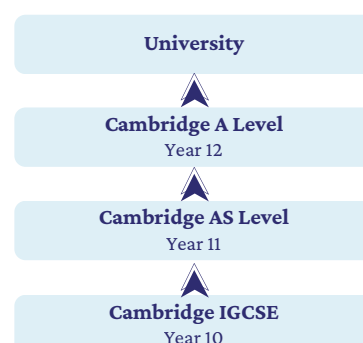 University
Cambridge A Level
Year 12
Cambridge AS Level
Year 11
Cambridge IGCSE
Year 10